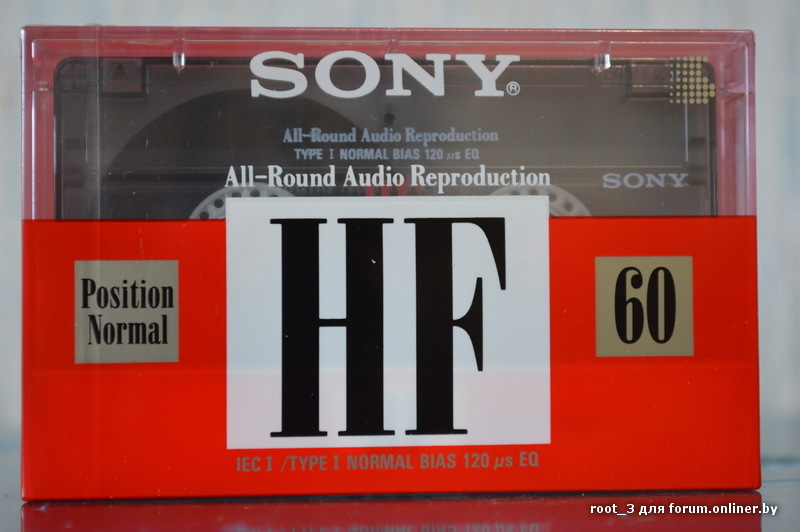 SONY®
All-Round Audio Reproduction
TYPE I NORMAL BIAS 120 μs EQ
All-Round Audio Reproduction
SONY
HF
Position
Normal
60
IEC I /TYPE I NORMAL BIAS 120 μs EQ
root_3 для forum.onliner.by